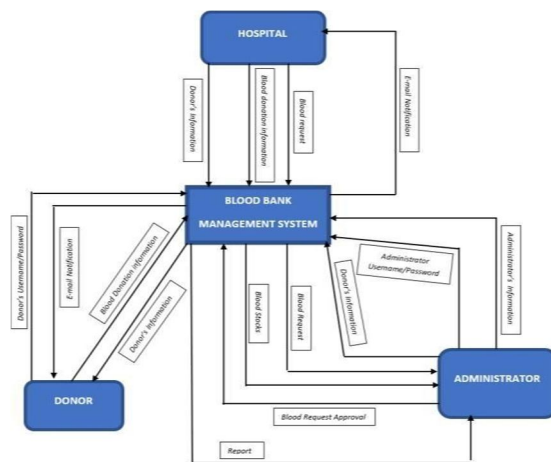 HOSPITAL
Donor's Information
Blood donation information
Blood request
E-mail Notification
BLOOD BANK
MANAGEMENT SYSTEM
Donor's Username/Password
E-mail Notification
Blood Donation Information
Donor's Information
Blood Stocks
Blood Request
Donor's Information
Administrator
Username/Password
Administrator's Information
DONOR
ADMINISTRATOR
Blood Request Approval
Report